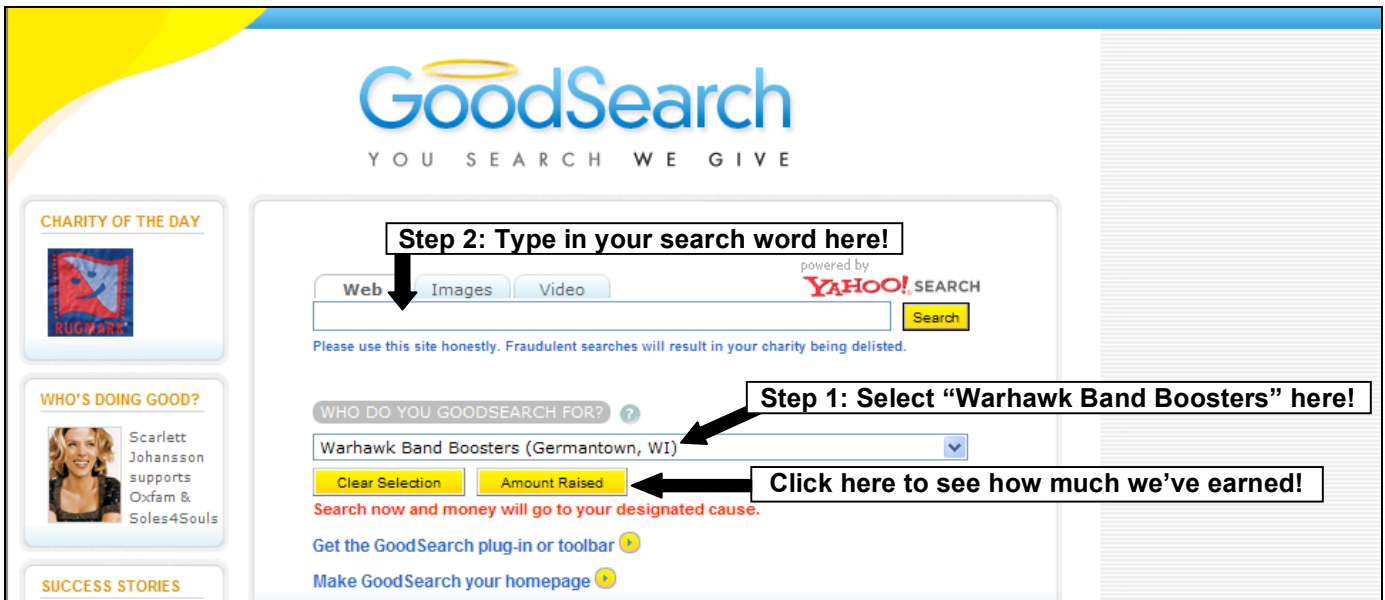 GoodSearch
YOU SEARCH WE GIVE
CHARITY OF THE DAY
RUGMARK
WHO'S DOING GOOD?
Scarlett
Johansson
supports
Oxfam &
Soles4Souls
SUCCESS STORIES
Step 2: Type in your search word here!
powered by
YAHOO! SEARCH
Web Images Video
Search
Please use this site honestly. Fraudulent searches will result in your charity being delisted.
Step 1: Select “Warhawk Band Boosters” here!
WHO DO YOU GOODSEARCH FOR? ?
Warhawk Band Boosters (Germantown, WI)
Clear Selection Amount Raised
Click here to see how much we’ve earned!
Search now and money will go to your designated cause.
Get the GoodSearch plug-in or toolbar
Make GoodSearch your homepage